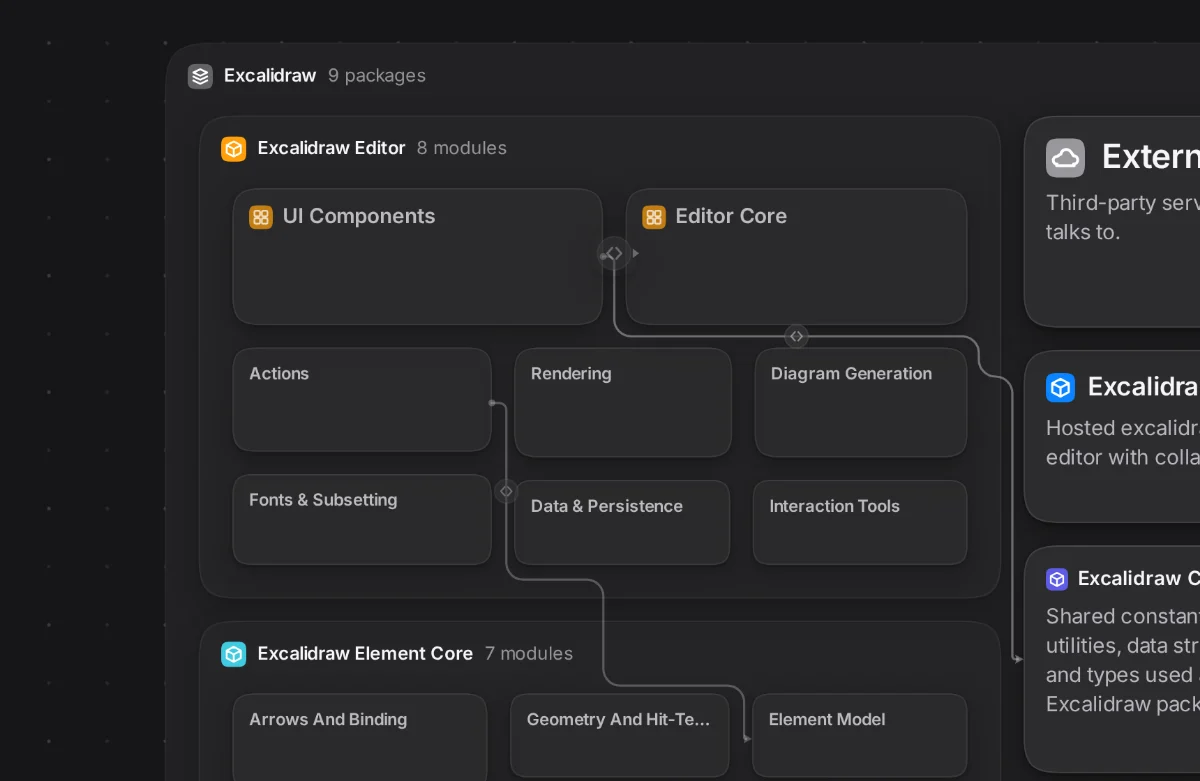 Excalidraw 9 packages
Excalidraw Editor 8 modules
UI Components
Editor Core
Actions
Rendering
Diagram Generation
Fonts & Subsetting
Data & Persistence
Interaction Tools
Excalidraw Element Core 7 modules
Arrows And Binding
Geometry And Hit-Te...
Element Model
Extern
Third-party serv
talks to.
Excalidra
Hosted excalidr
editor with colla
Excalidraw C
Shared constan
utilities, data str
and types used
Excalidraw pack